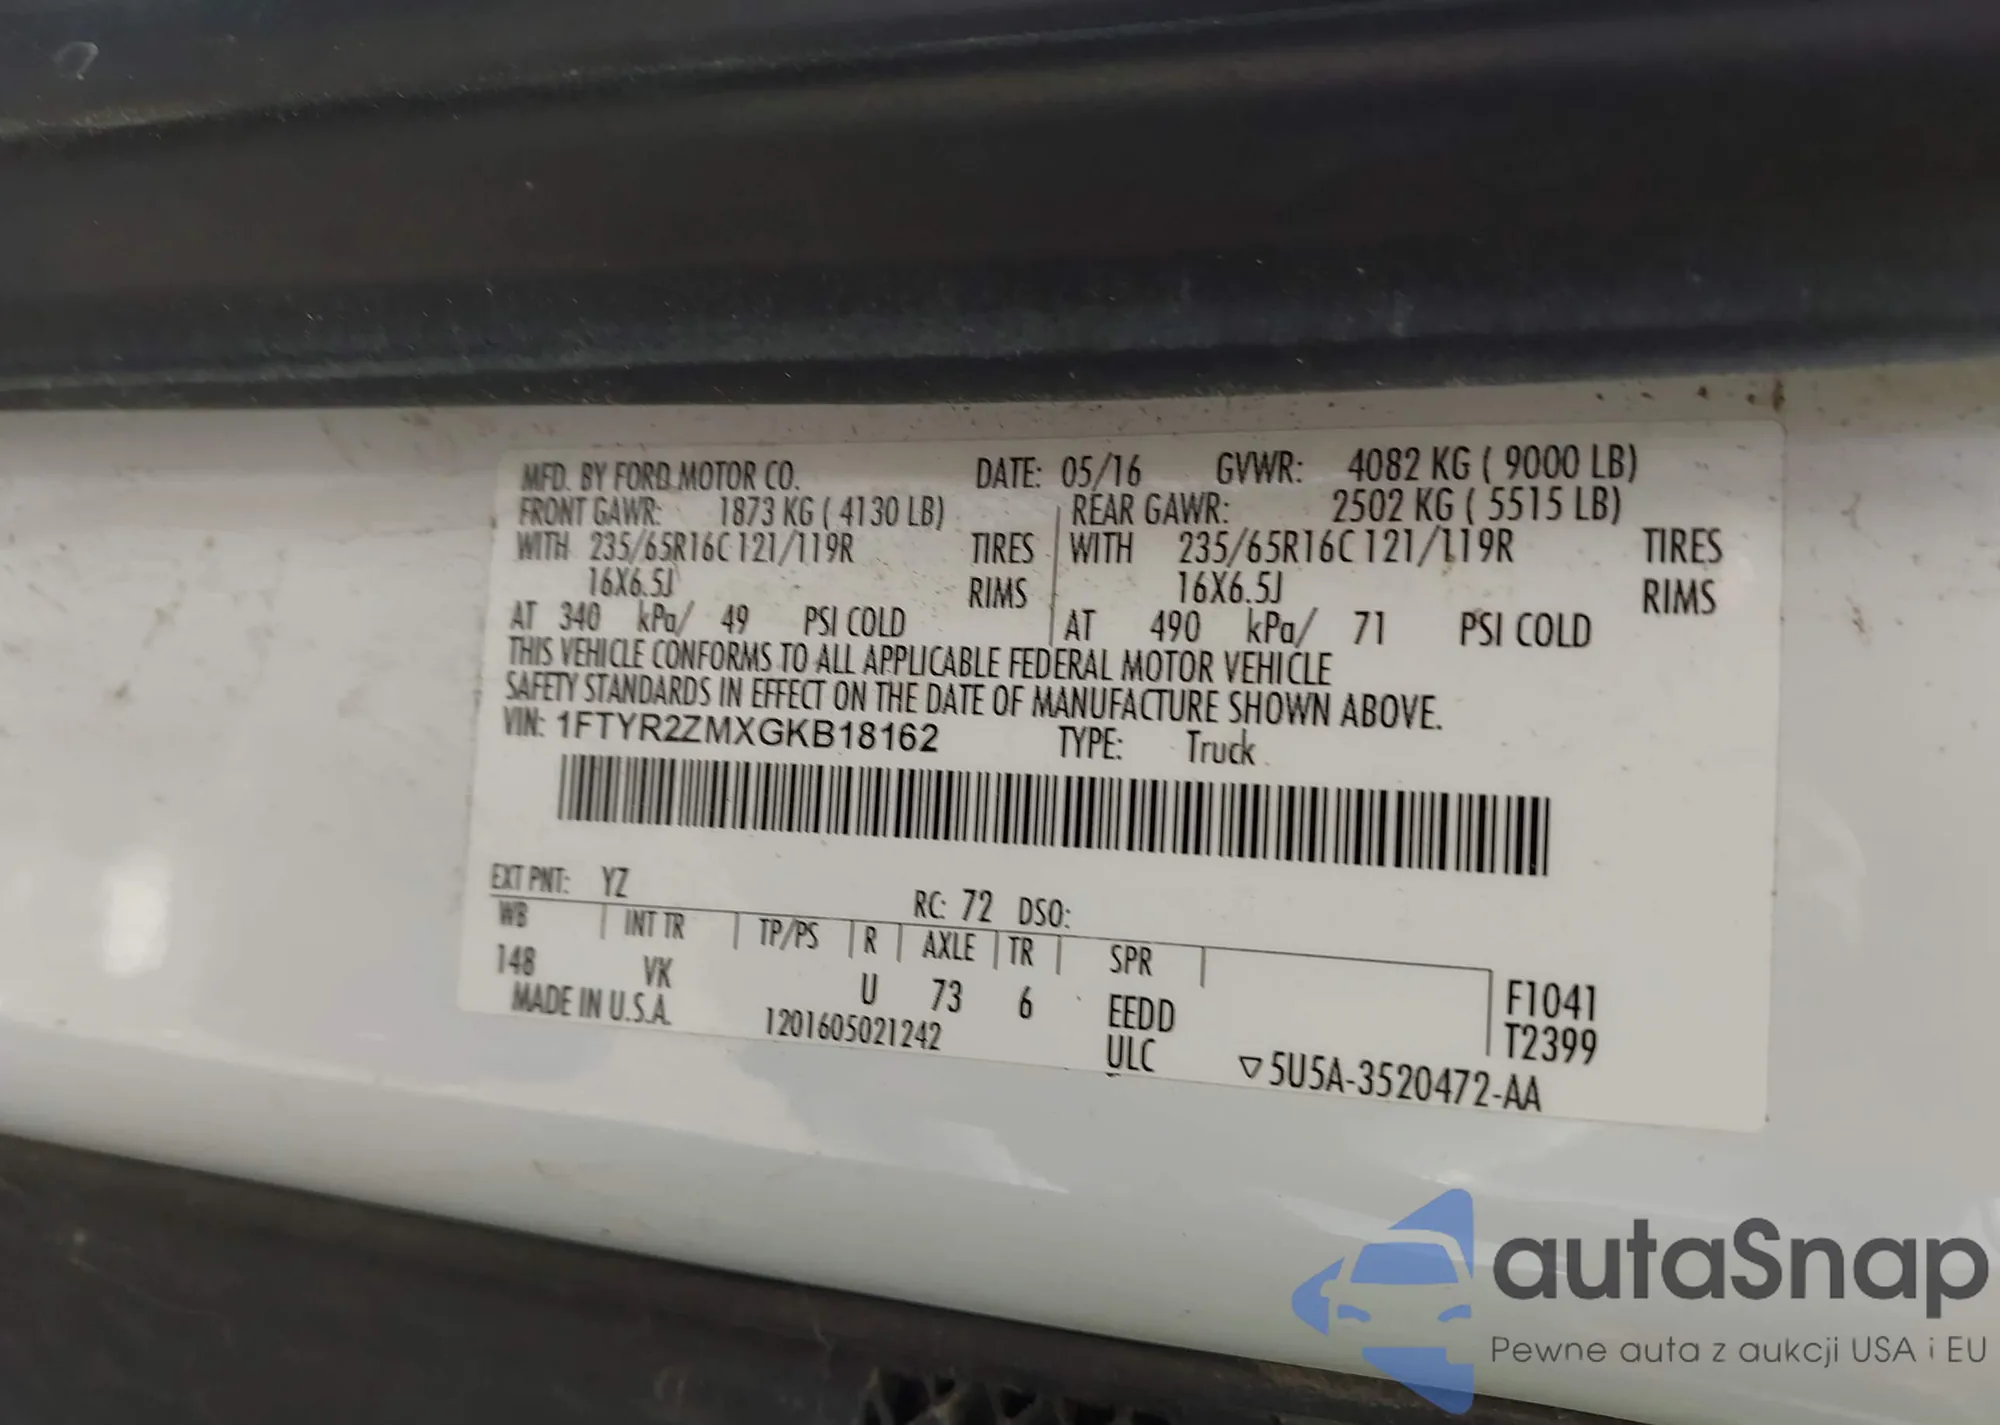 MFD. BY FORD MOTOR CO. DATE: 05/16 GVWR: 4082 KG ( 9000 LB)
FRONT GAWR: 1873 KG ( 4130 LB) REAR GAWR: 2502 KG ( 5515 LB)
WITH 235/65R16C 121/119R TIRES WITH 235/65R16C 121/119R TIRES
16X6.5J RIMS 16X6.5J RIMS
AT 340 kPa/ 49 PSI COLD AT 490 kPa/ 71 PSI COLD
THIS VEHICLE CONFORMS TO ALL APPLICABLE FEDERAL MOTOR VEHICLE
SAFETY STANDARDS IN EFFECT ON THE DATE OF MANUFACTURE SHOWN ABOVE.
VIN: 1FTYR2ZMXGKB18162 TYPE: Truck
EXT PNT: YZ RC: 72 DSO:
WB INT TR TP/PS R AXLE TR SPR
148 VK U 73 6 EEDD F1041
MADE IN U.S.A. 1201605021242 ULC T2399
▽5U5A-3520472-AA
autaSnap
Pewne auta z aukcji USA i EU